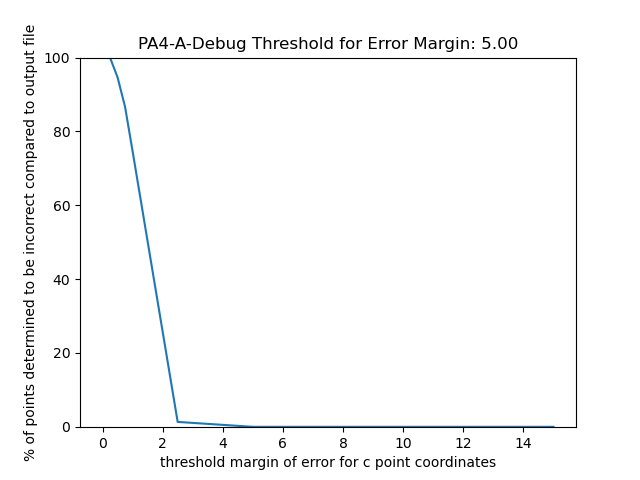 PA4-A-Debug Threshold for Error Margin: 5.00
% of points determined to be incorrect compared to output file
100
80
60
40
20
0
0 2 4 6 8 10 12 14
threshold margin of error for c point coordinates